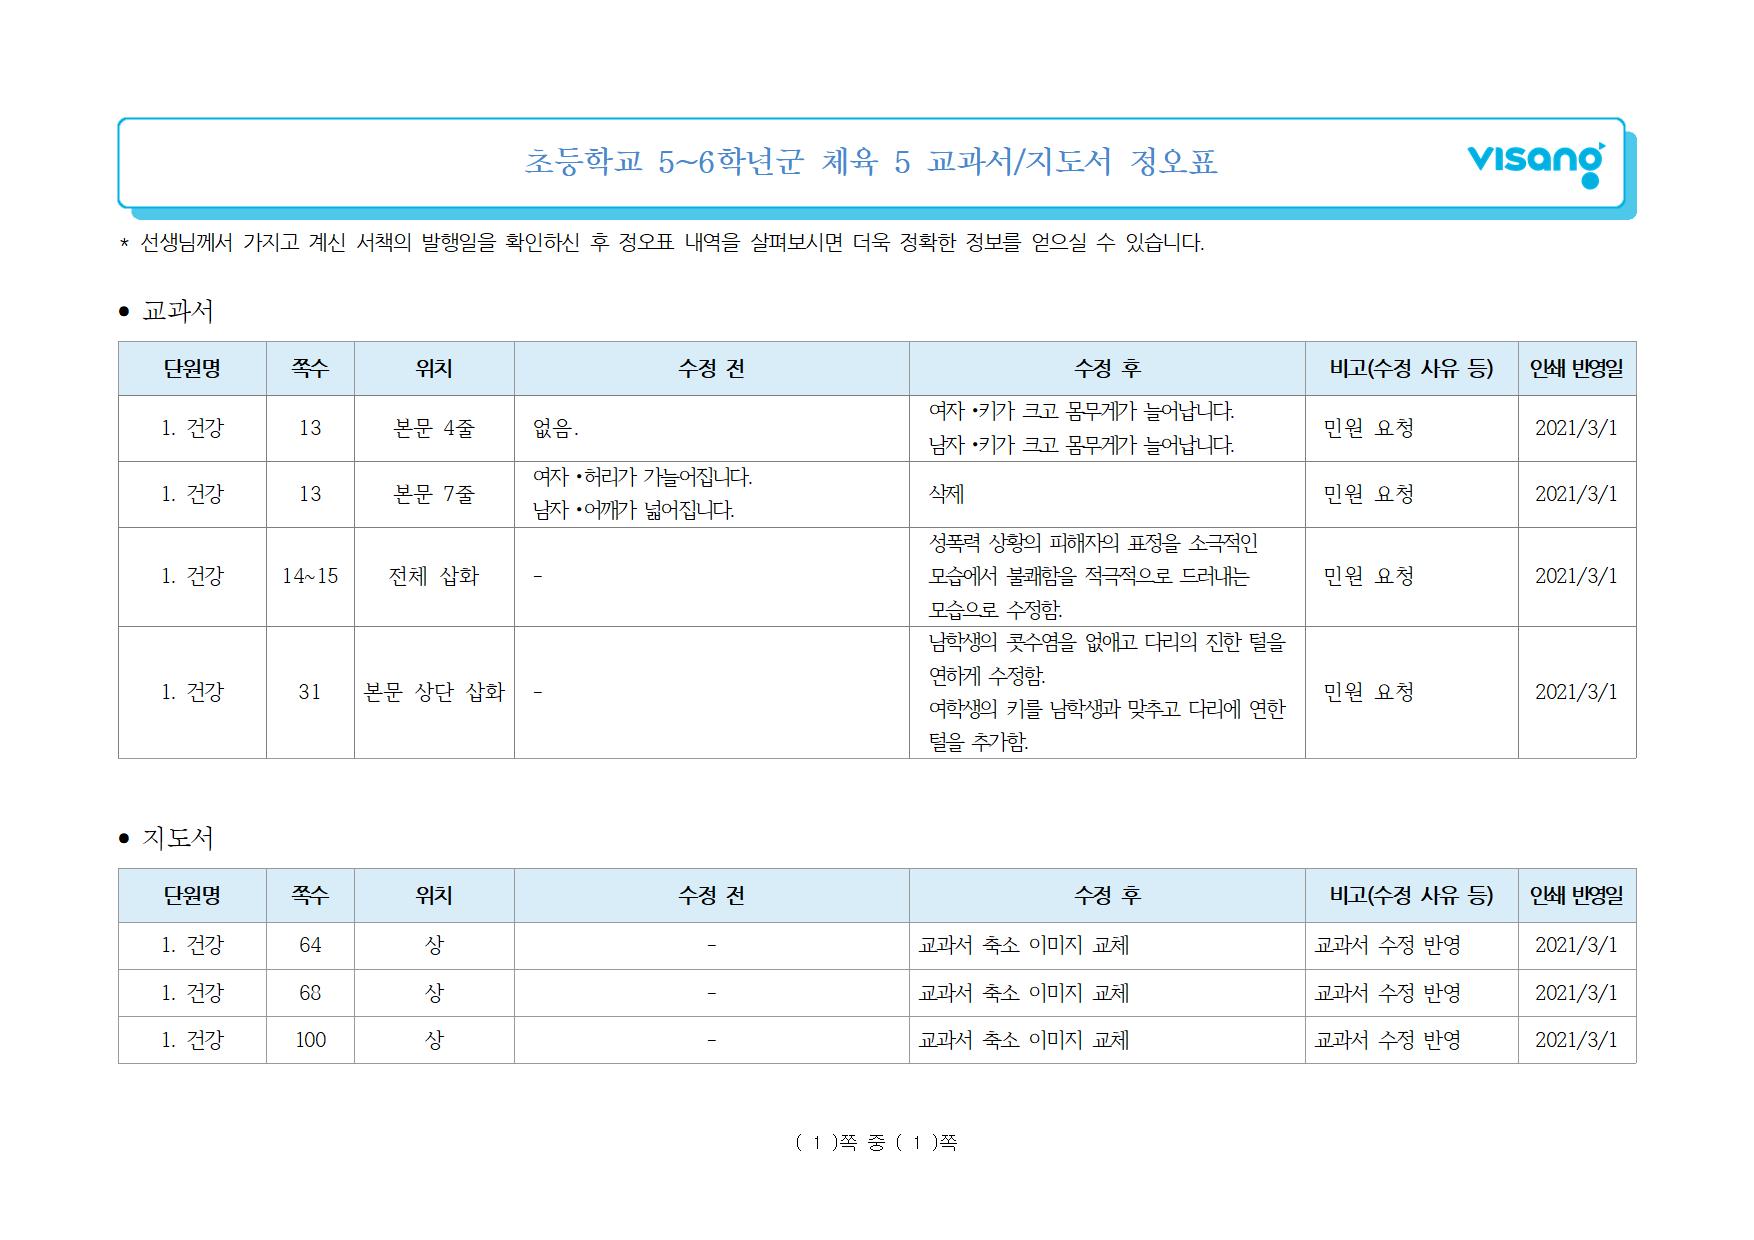 초등학교 5~6학년군 체육 5 교과서/지도서 정오표
visang
* 선생님께서 가지고 계신 서책의 발행일을 확인하신 후 정오표 내역을 살펴보시면 더욱 정확한 정보를 얻으실 수 있습니다.
● 교과서
단원명 쪽수 위치 수정 전 수정 후 비고(수정 사유 등) 인쇄 반영일
1. 건강 13 본문 4줄 없음. 여자 •키가 크고 몸무게가 늘어납니다.
남자 •키가 크고 몸무게가 늘어납니다. 민원 요청 2021/3/1
1. 건강 13 본문 7줄 여자 •허리가 가늘어집니다.
남자 •어깨가 넓어집니다. 삭제 민원 요청 2021/3/1
1. 건강 14~15 전체 삽화 - 성폭력 상황의 피해자의 표정을 소극적인
모습에서 불쾌함을 적극적으로 드러내는
모습으로 수정함. 민원 요청 2021/3/1
1. 건강 31 본문 상단 삽화 - 남학생의 콧수염을 없애고 다리의 진한 털을
연하게 수정함.
여학생의 키를 남학생과 맞추고 다리에 연한
털을 추가함. 민원 요청 2021/3/1
● 지도서
단원명 쪽수 위치 수정 전 수정 후 비고(수정 사유 등) 인쇄 반영일
1. 건강 64 상 - 교과서 축소 이미지 교체 교과서 수정 반영 2021/3/1
1. 건강 68 상 - 교과서 축소 이미지 교체 교과서 수정 반영 2021/3/1
1. 건강 100 상 - 교과서 축소 이미지 교체 교과서 수정 반영 2021/3/1
( 1 )쪽 중 ( 1 )쪽